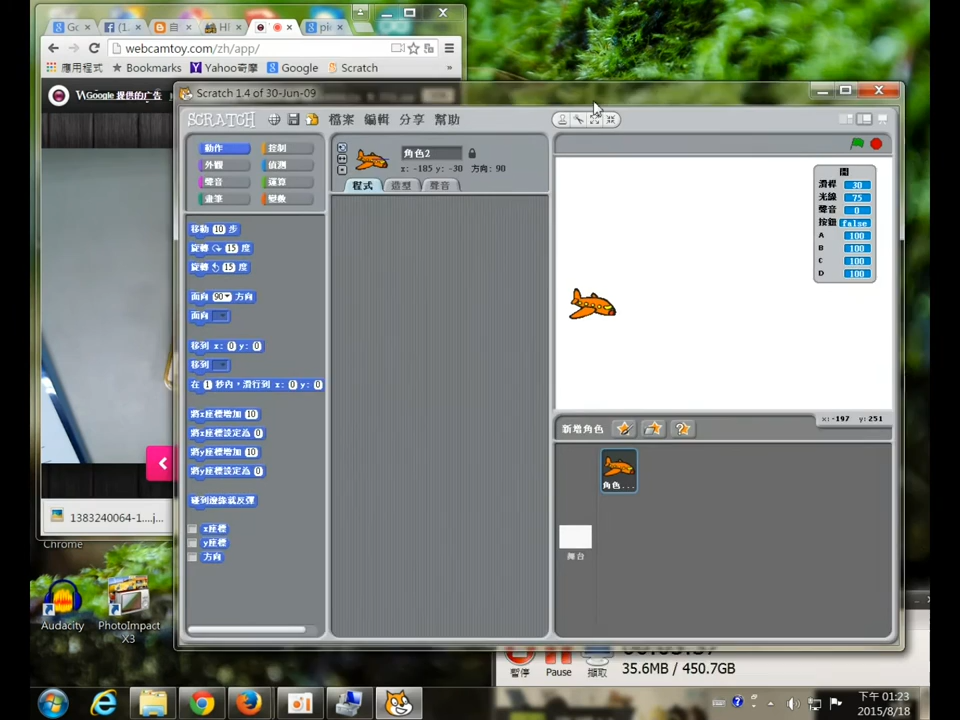 (1.
自
Hl
pi
webcamtoy.com/zh/app/
應用程式
Bookmarks
Yahoo奇摩
Google
Scratch
»
Google 提供的广告
Scratch 1.4 of 30-Jun-09
SCRATCH
檔案
編輯
分享
幫助
動作
控制
外觀
偵測
聲音
運算
畫筆
變數
角色2
x: -185 y: -30 方向: 90
程式
造型
聲音
移動 10 步
旋轉 15 度
旋轉 15 度
面向 90 方向
面向
移到 x: 0 y: 0
移到
在 1 秒內，滑行到 x: 0 y: 0
將x座標增加 10
將x座標設定為 0
將y座標增加 10
將y座標設定為 0
碰到邊緣就反彈
x座標
y座標
方向
開
滑桿 30
光線 75
聲音 0
按鈕 false
A 100
B 100
C 100
D 100
x: -197 y: 251
新增角色
角色...
舞台
1383240064-1....j...
Chrome
Audacity
PhotoImpact
X3
暫停
Pause
擷取
35.6MB / 450.7GB
下午 01:23
2015/8/18